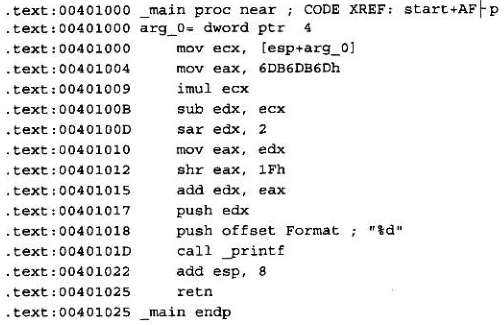 .text:00401000 _main proc near ; CODE XREF: start+AF p
.text:00401000 arg_0= dword ptr 4
.text:00401000 mov ecx, [esp+arg_0]
.text:00401004 mov eax, 6DB6DB6Dh
.text:00401009 imul ecx
.text:0040100B sub edx, ecx
.text:0040100D sar edx, 2
.text:00401010 mov eax, edx
.text:00401012 shr eax, 1Fh
.text:00401015 add edx, eax
.text:00401017 push edx
.text:00401018 push offset Format ; "%d"
.text:0040101D call _printf
.text:00401022 add esp, 8
.text:00401025 retn
.text:00401025 _main endp